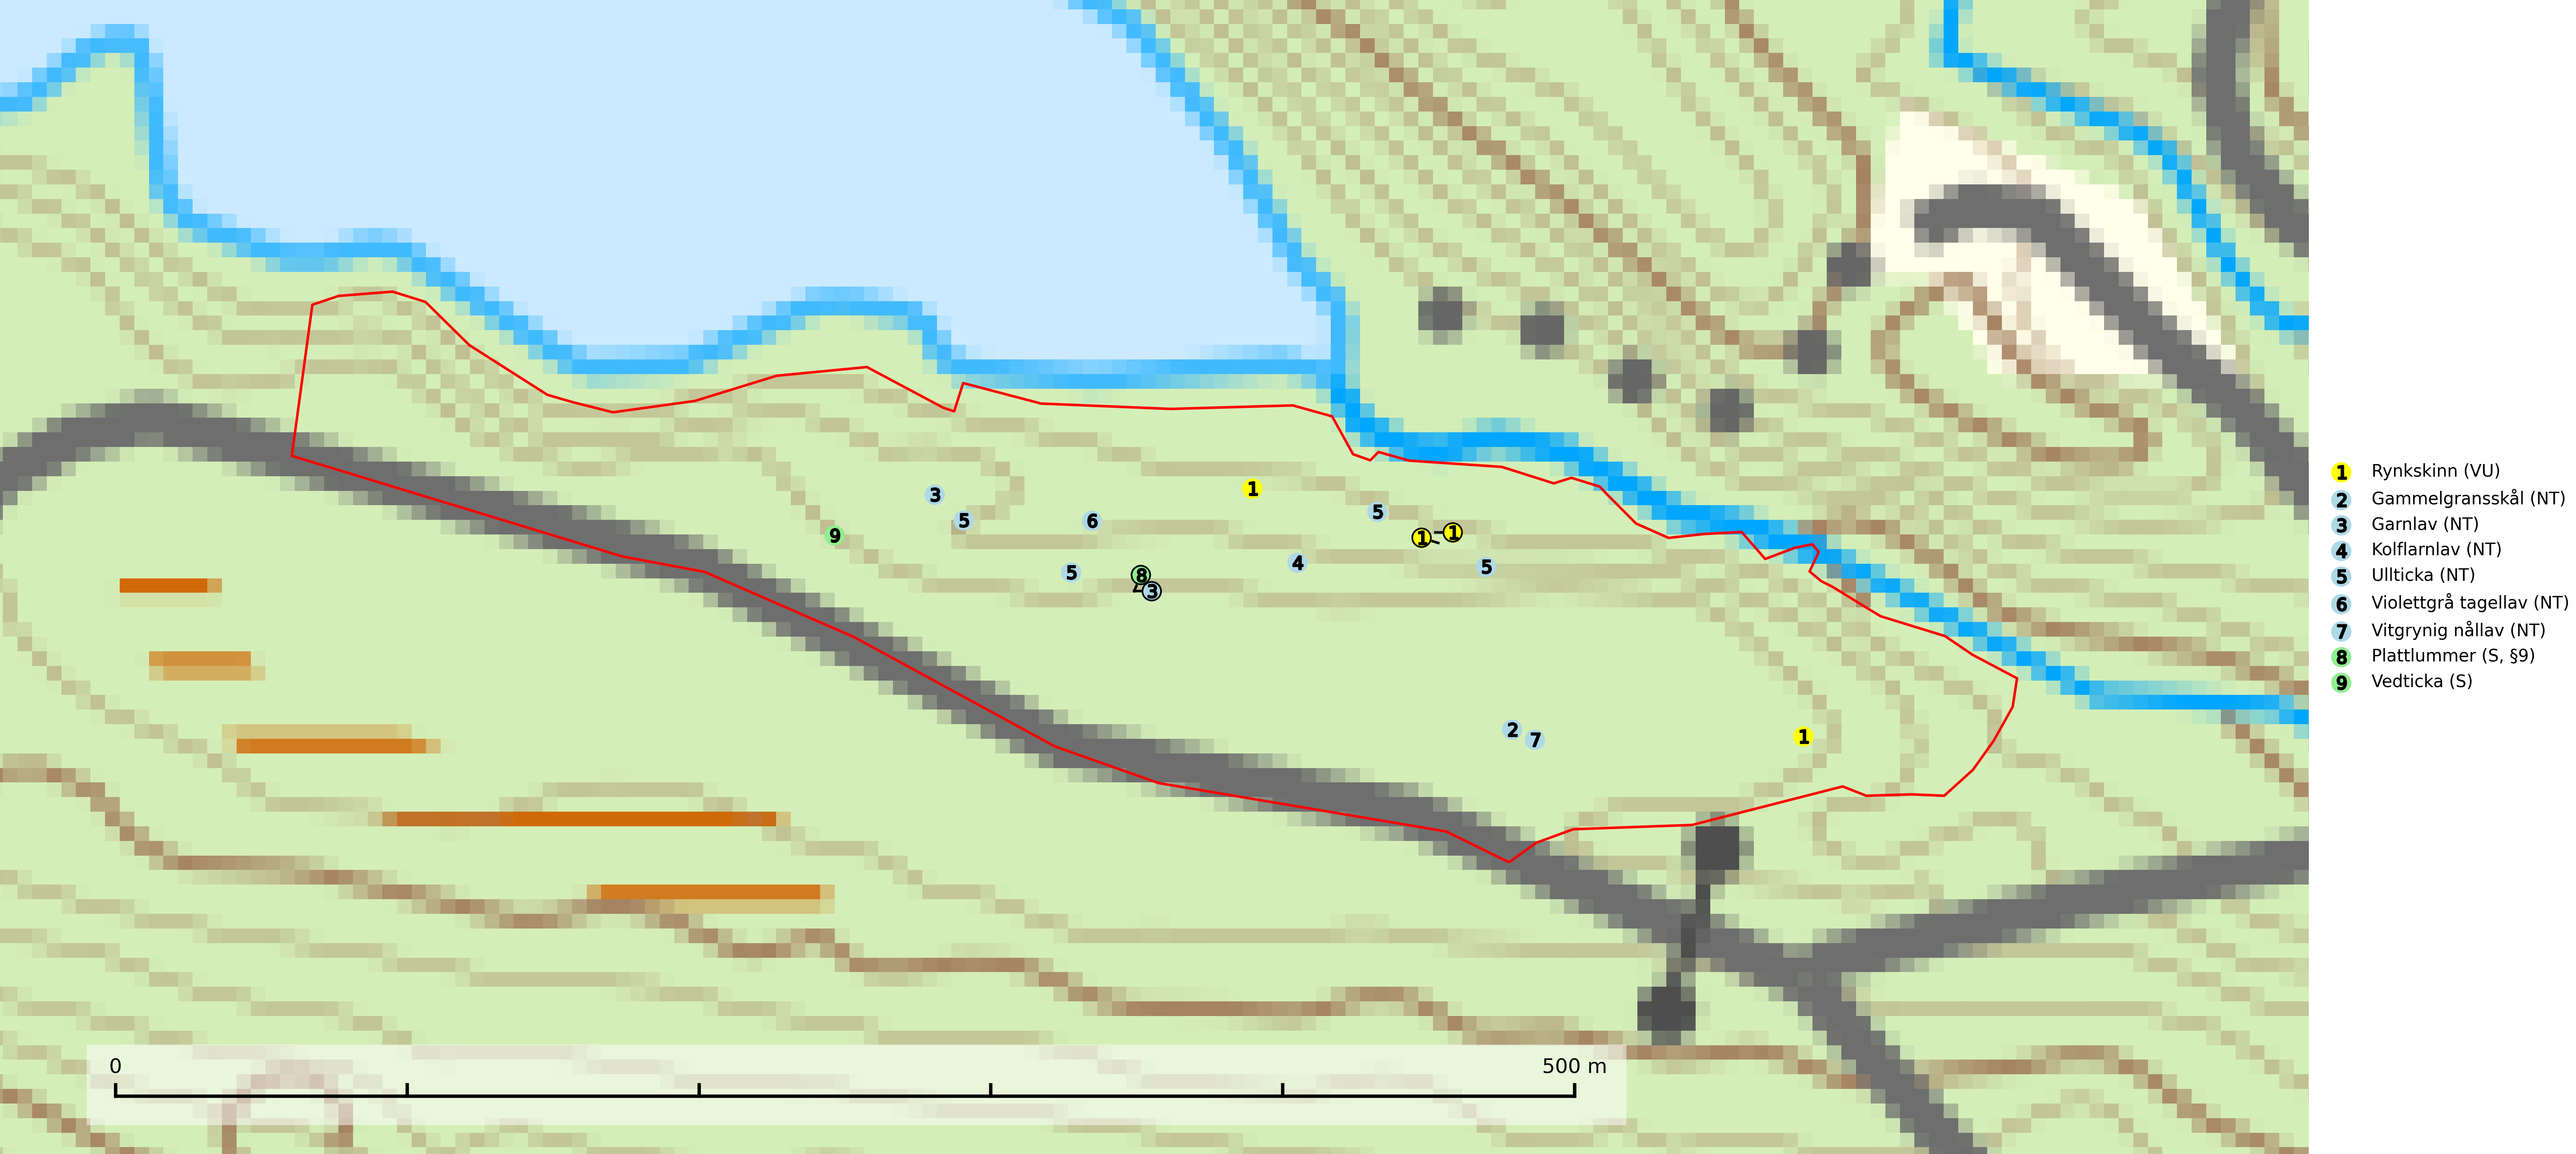 1
3
5
6
5
1
1
9
5
8
3
4
5
2
7
1
1 Rynkskinn (VU)
2 Gammelgransskål (NT)
3 Garnlav (NT)
4 Kolflarnlav (NT)
5 Ullticka (NT)
6 Violettgrå tagellav (NT)
7 Vitgrynig nållav (NT)
8 Plattlummer (S, §9)
9 Vedticka (S)
0 500 m